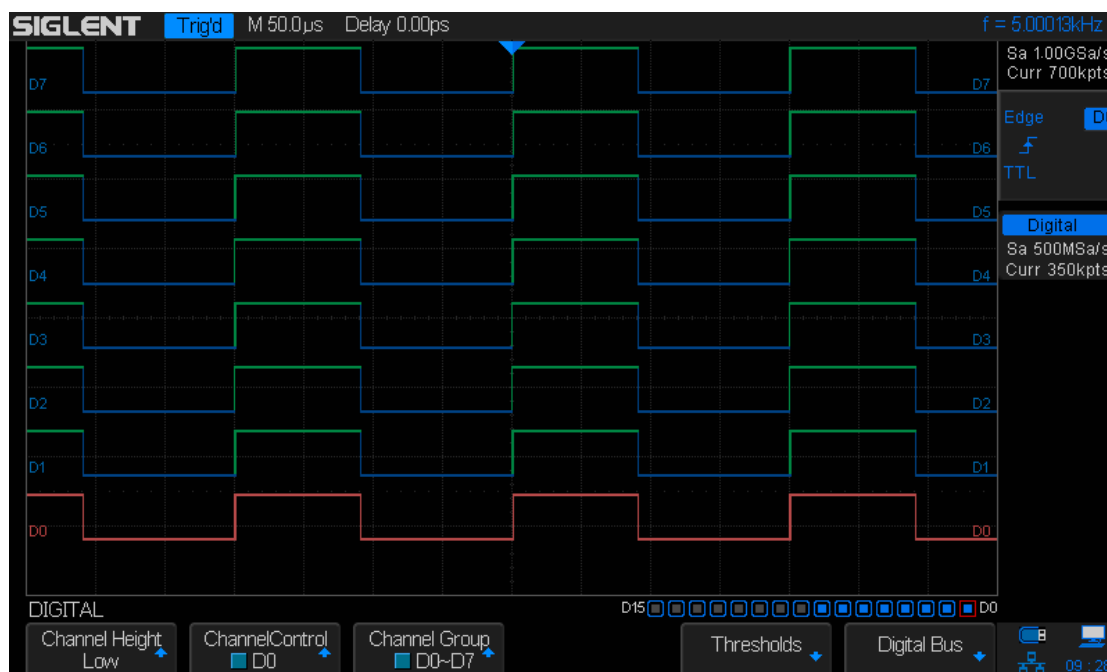 SIGLENT Trig'd M 50.0μs Delay 0.00ps f = 5.00013kHz
Sa 1.00GSa/s
Curr 700kpts
D7 D7
Edge
D6 D6
TTL
D5 D5
Digital
Sa 500MSa/s
Curr 350kpts
D4 D4
D3 D3
D2 D2
D1 D1
D0 D0
DIGITAL D15 D0
Channel Height ChannelControl Channel Group Thresholds Digital Bus
Low D0 D0~D7